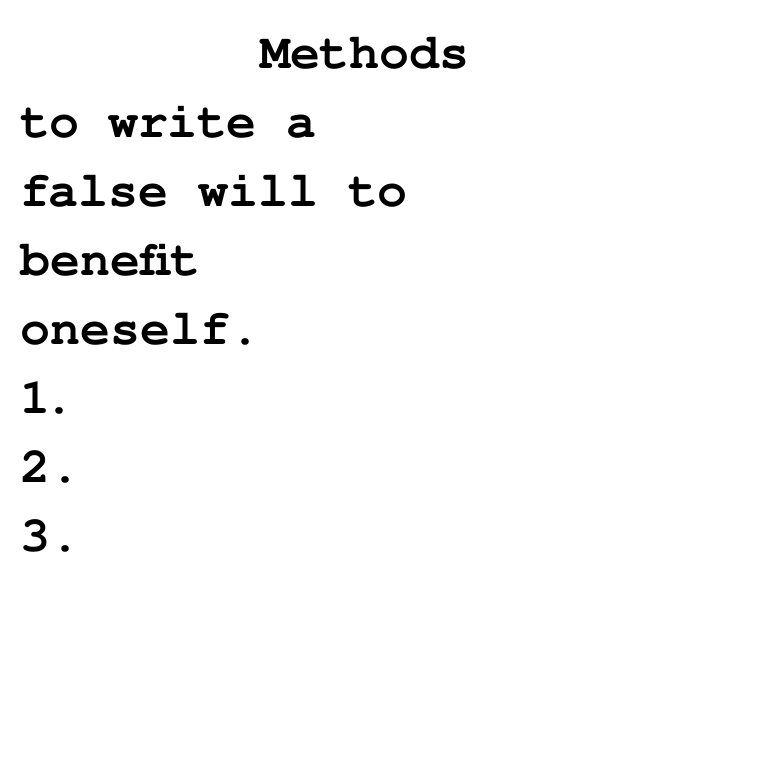 Methods
to write a
false will to
benefit
oneself.
1.
2.
3.